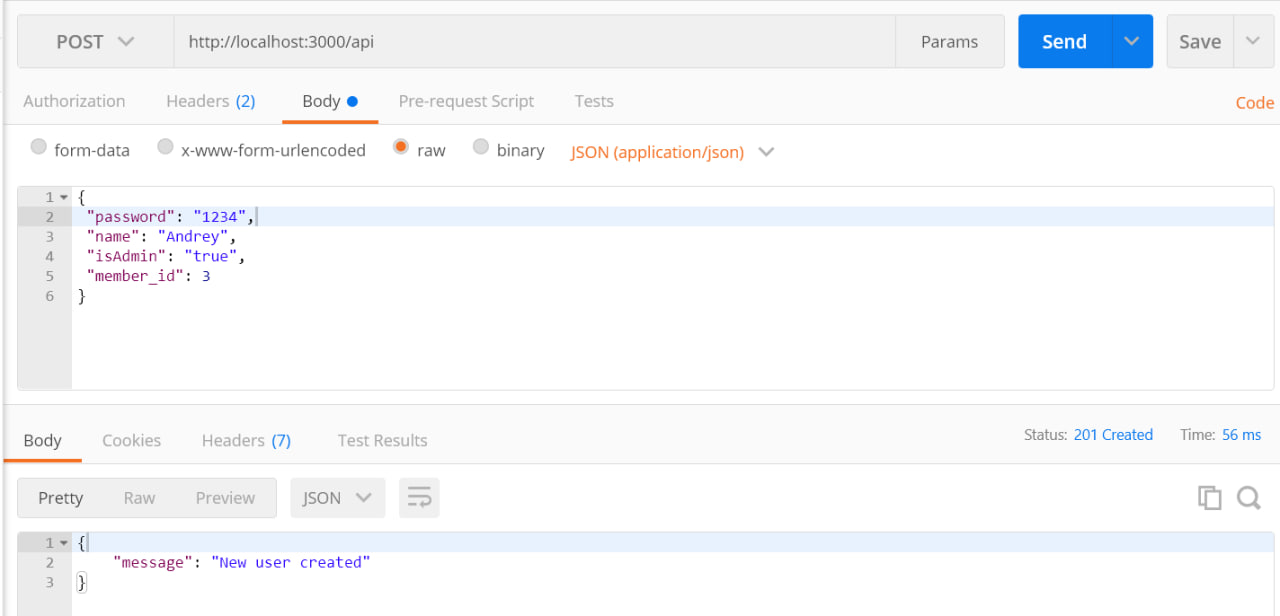 POST http://localhost:3000/api Params Send Save
Authorization Headers (2) Body Pre-request Script Tests Code
form-data x-www-form-urlencoded raw binary JSON (application/json)
1 {
2 "password": "1234",
3 "name": "Andrey",
4 "isAdmin": "true",
5 "member_id": 3
6 }
Body Cookies Headers (7) Test Results Status: 201 Created Time: 56 ms
Pretty Raw Preview JSON
1 {
2 "message": "New user created"
3 }